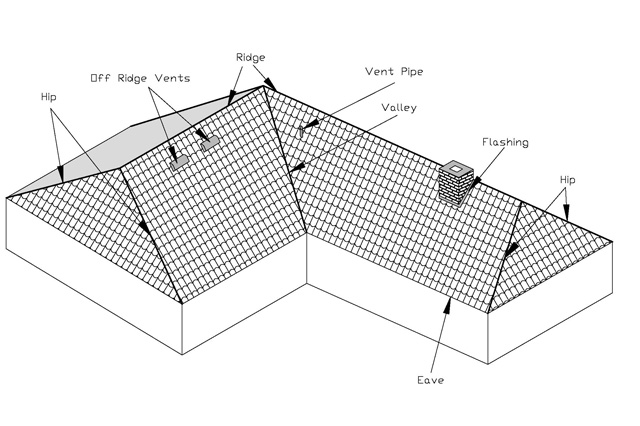 Ridge
Off Ridge Vents
Vent Pipe
Hip
Valley
Flashing
Hip
Eave